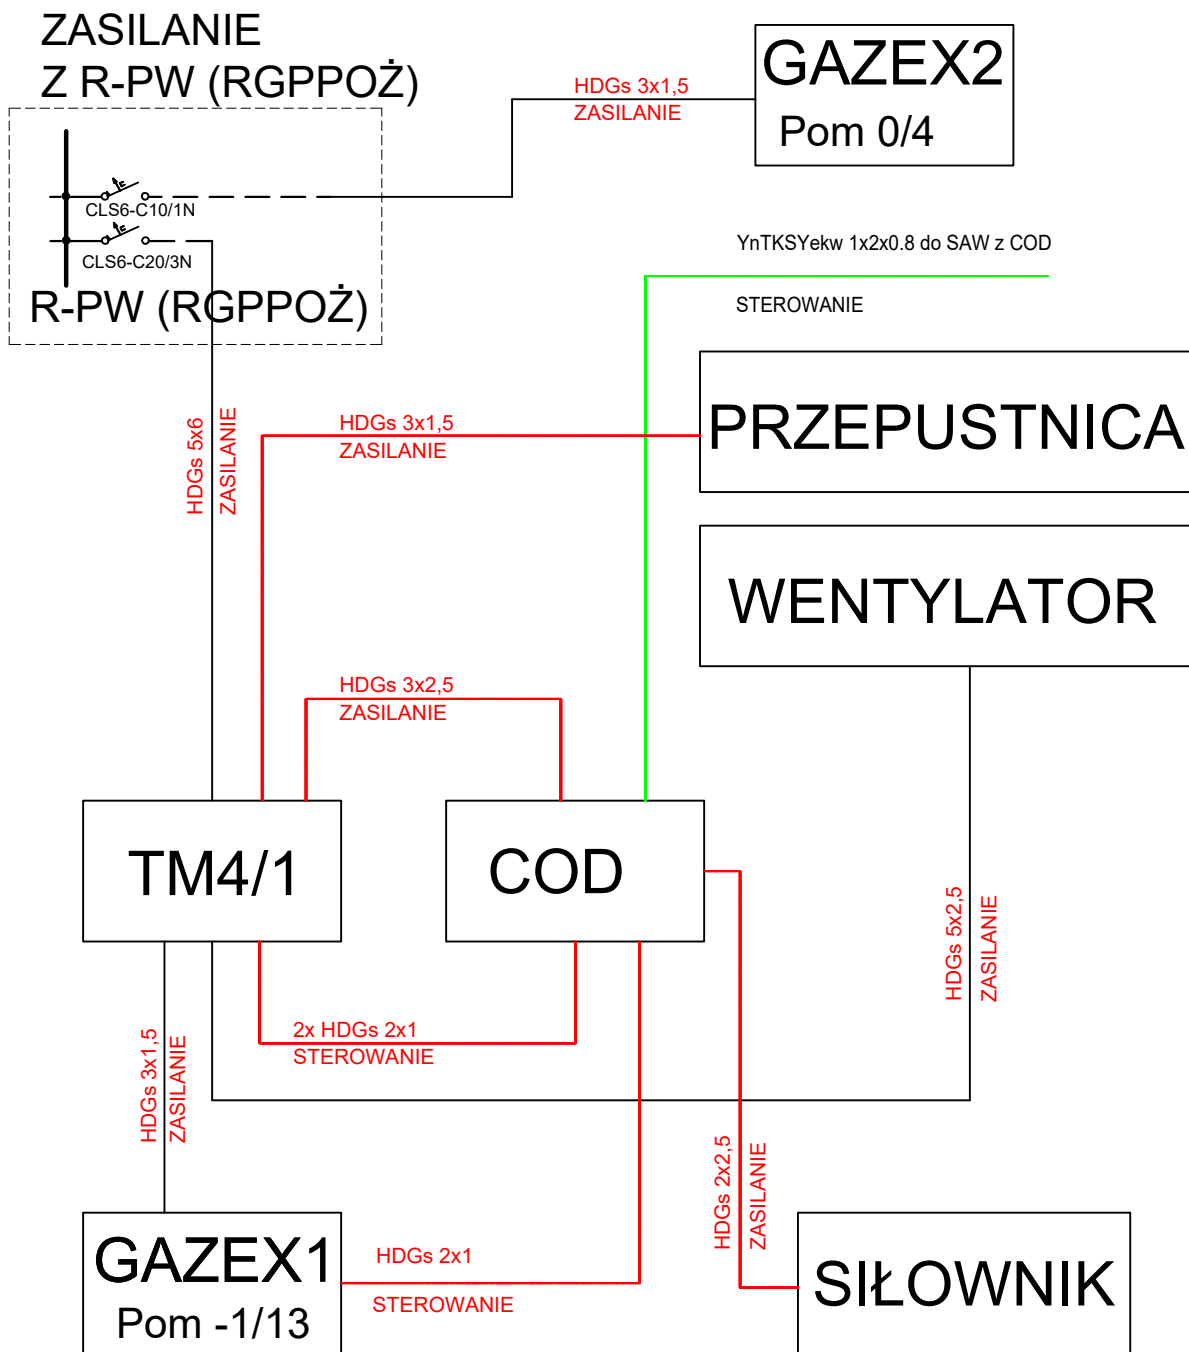 ZASILANIE
Z R-PW (RGPPOŻ)
CLS6-C10/1N
CLS6-C20/3N
R-PW (RGPPOŻ)
HDGs 3x1,5
ZASILANIE
GAZEX2
Pom 0/4
YnTKSYekw 1x2x0.8 do SAW z COD
STEROWANIE
HDGs 5x6
ZASILANIE
HDGs 3x1,5
ZASILANIE
PRZEPUSTNICA
WENTYLATOR
HDGs 3x2,5
ZASILANIE
TM4/1
COD
HDGs 5x2,5
ZASILANIE
2x HDGs 2x1
STEROWANIE
HDGs 3x1,5
ZASILANIE
HDGs 2x2,5
ZASILANIE
GAZEX1
Pom -1/13
HDGs 2x1
STEROWANIE
SIŁOWNIK